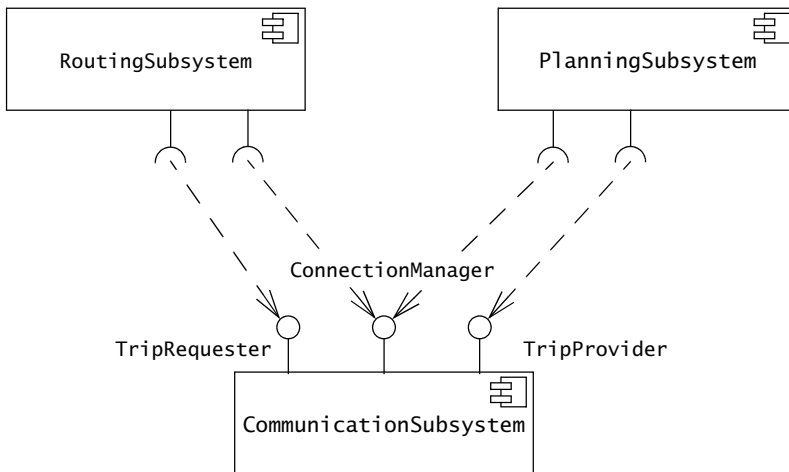 RoutingSubsystem
PlanningSubsystem
ConnectionManager
TripRequester
TripProvider
CommunicationSubsystem